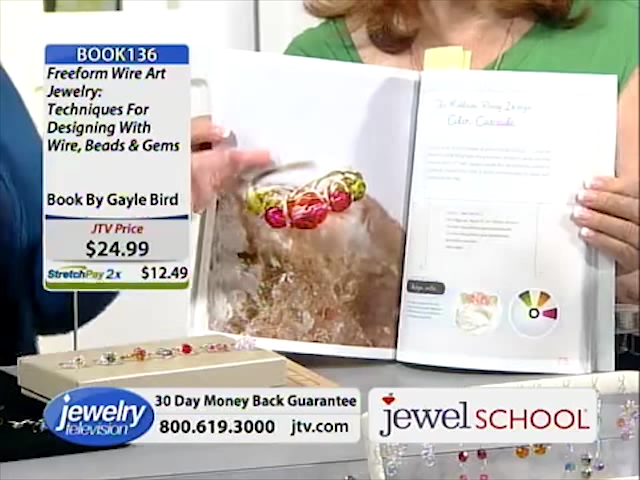 BOOK136
Freeform Wire Art
Jewelry:
Techniques For
Designing With
Wire, Beads & Gems
Book By Gayle Bird
JTV Price
$24.99
StretchPay 2x $12.49
Color Cascade
jewelry
television
30 Day Money Back Guarantee
800.619.3000 jtv.com
jewel SCHOOL